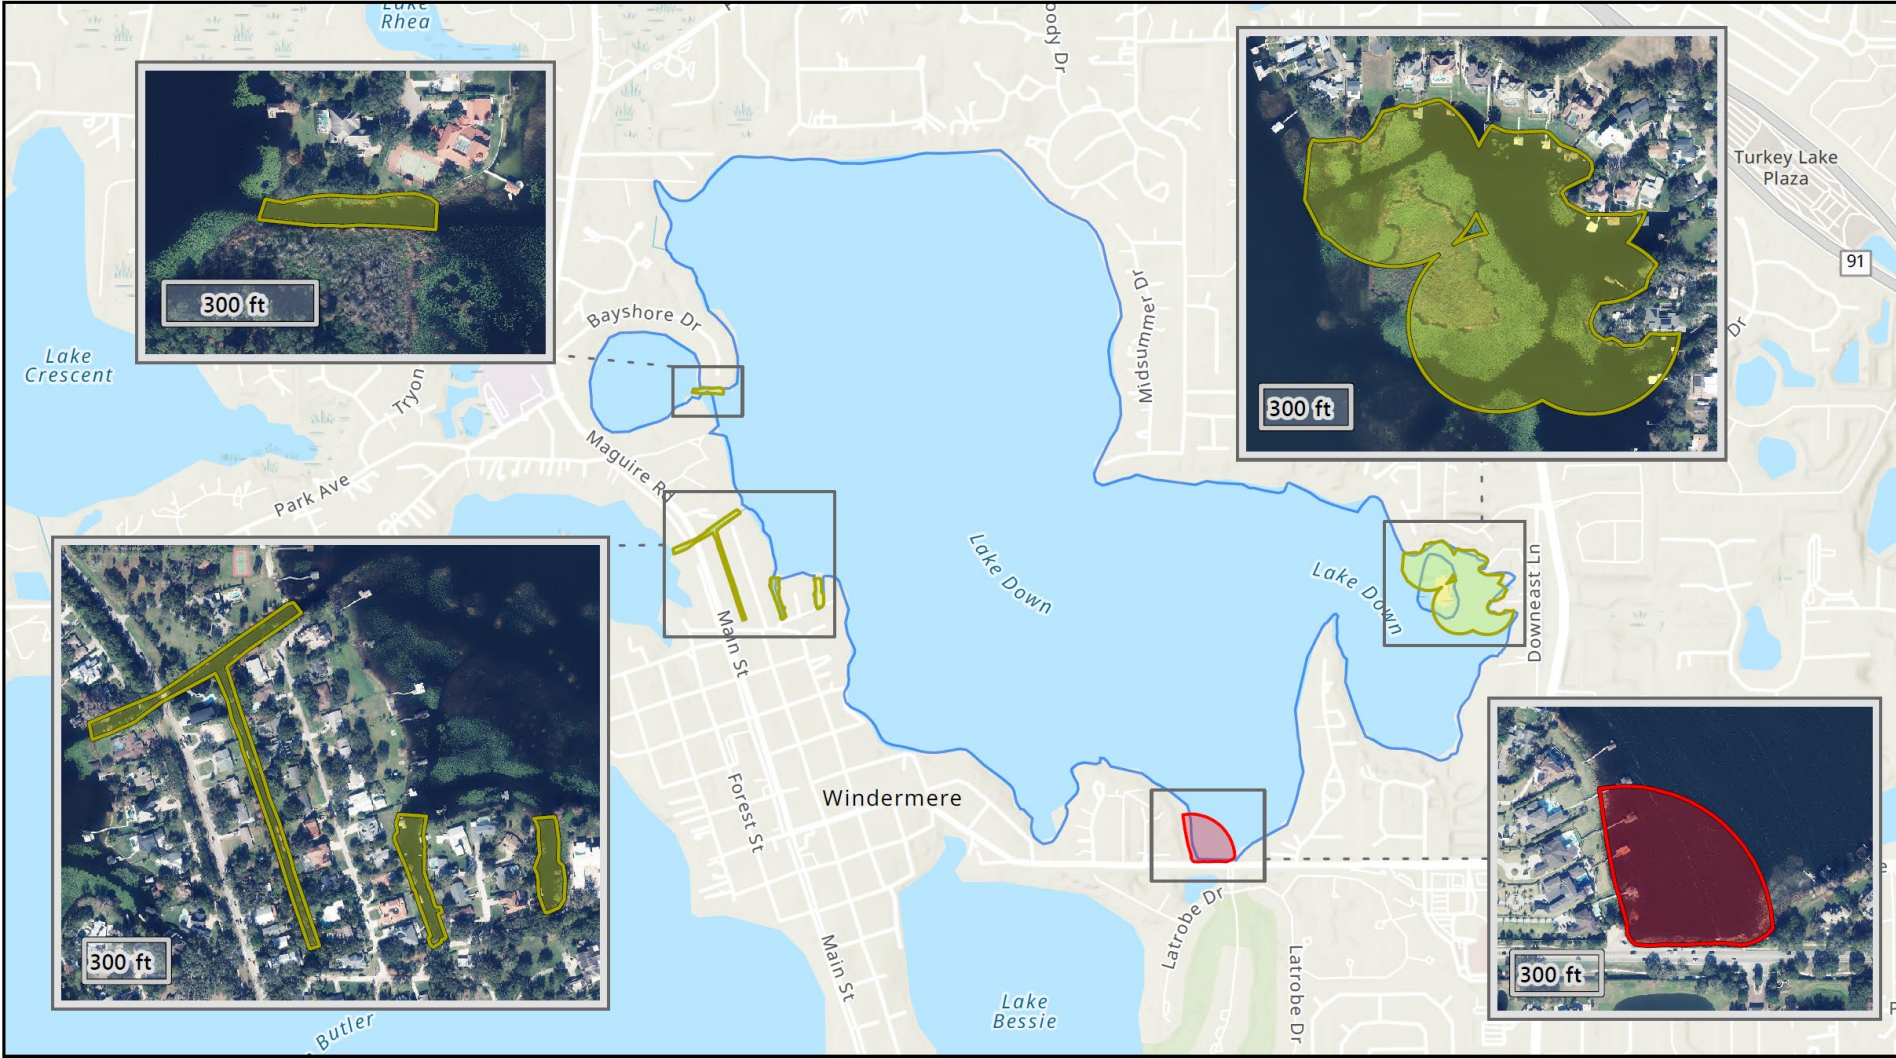 Lake
Rhea
body Dr
Turkey Lake
Plaza
91
300 ft
Bayshore Dr
Midsummer Dr
Dr
Lake
Crescent
Tryon
300 ft
Maguire Rd
Park Ave
Lake Down
Lake Down
Downeast Ln
Main St
Forest St
Windermere
300 ft
Latrobe Dr
Main St
Latrobe Dr
300 ft
Lake
Bessie
Butler